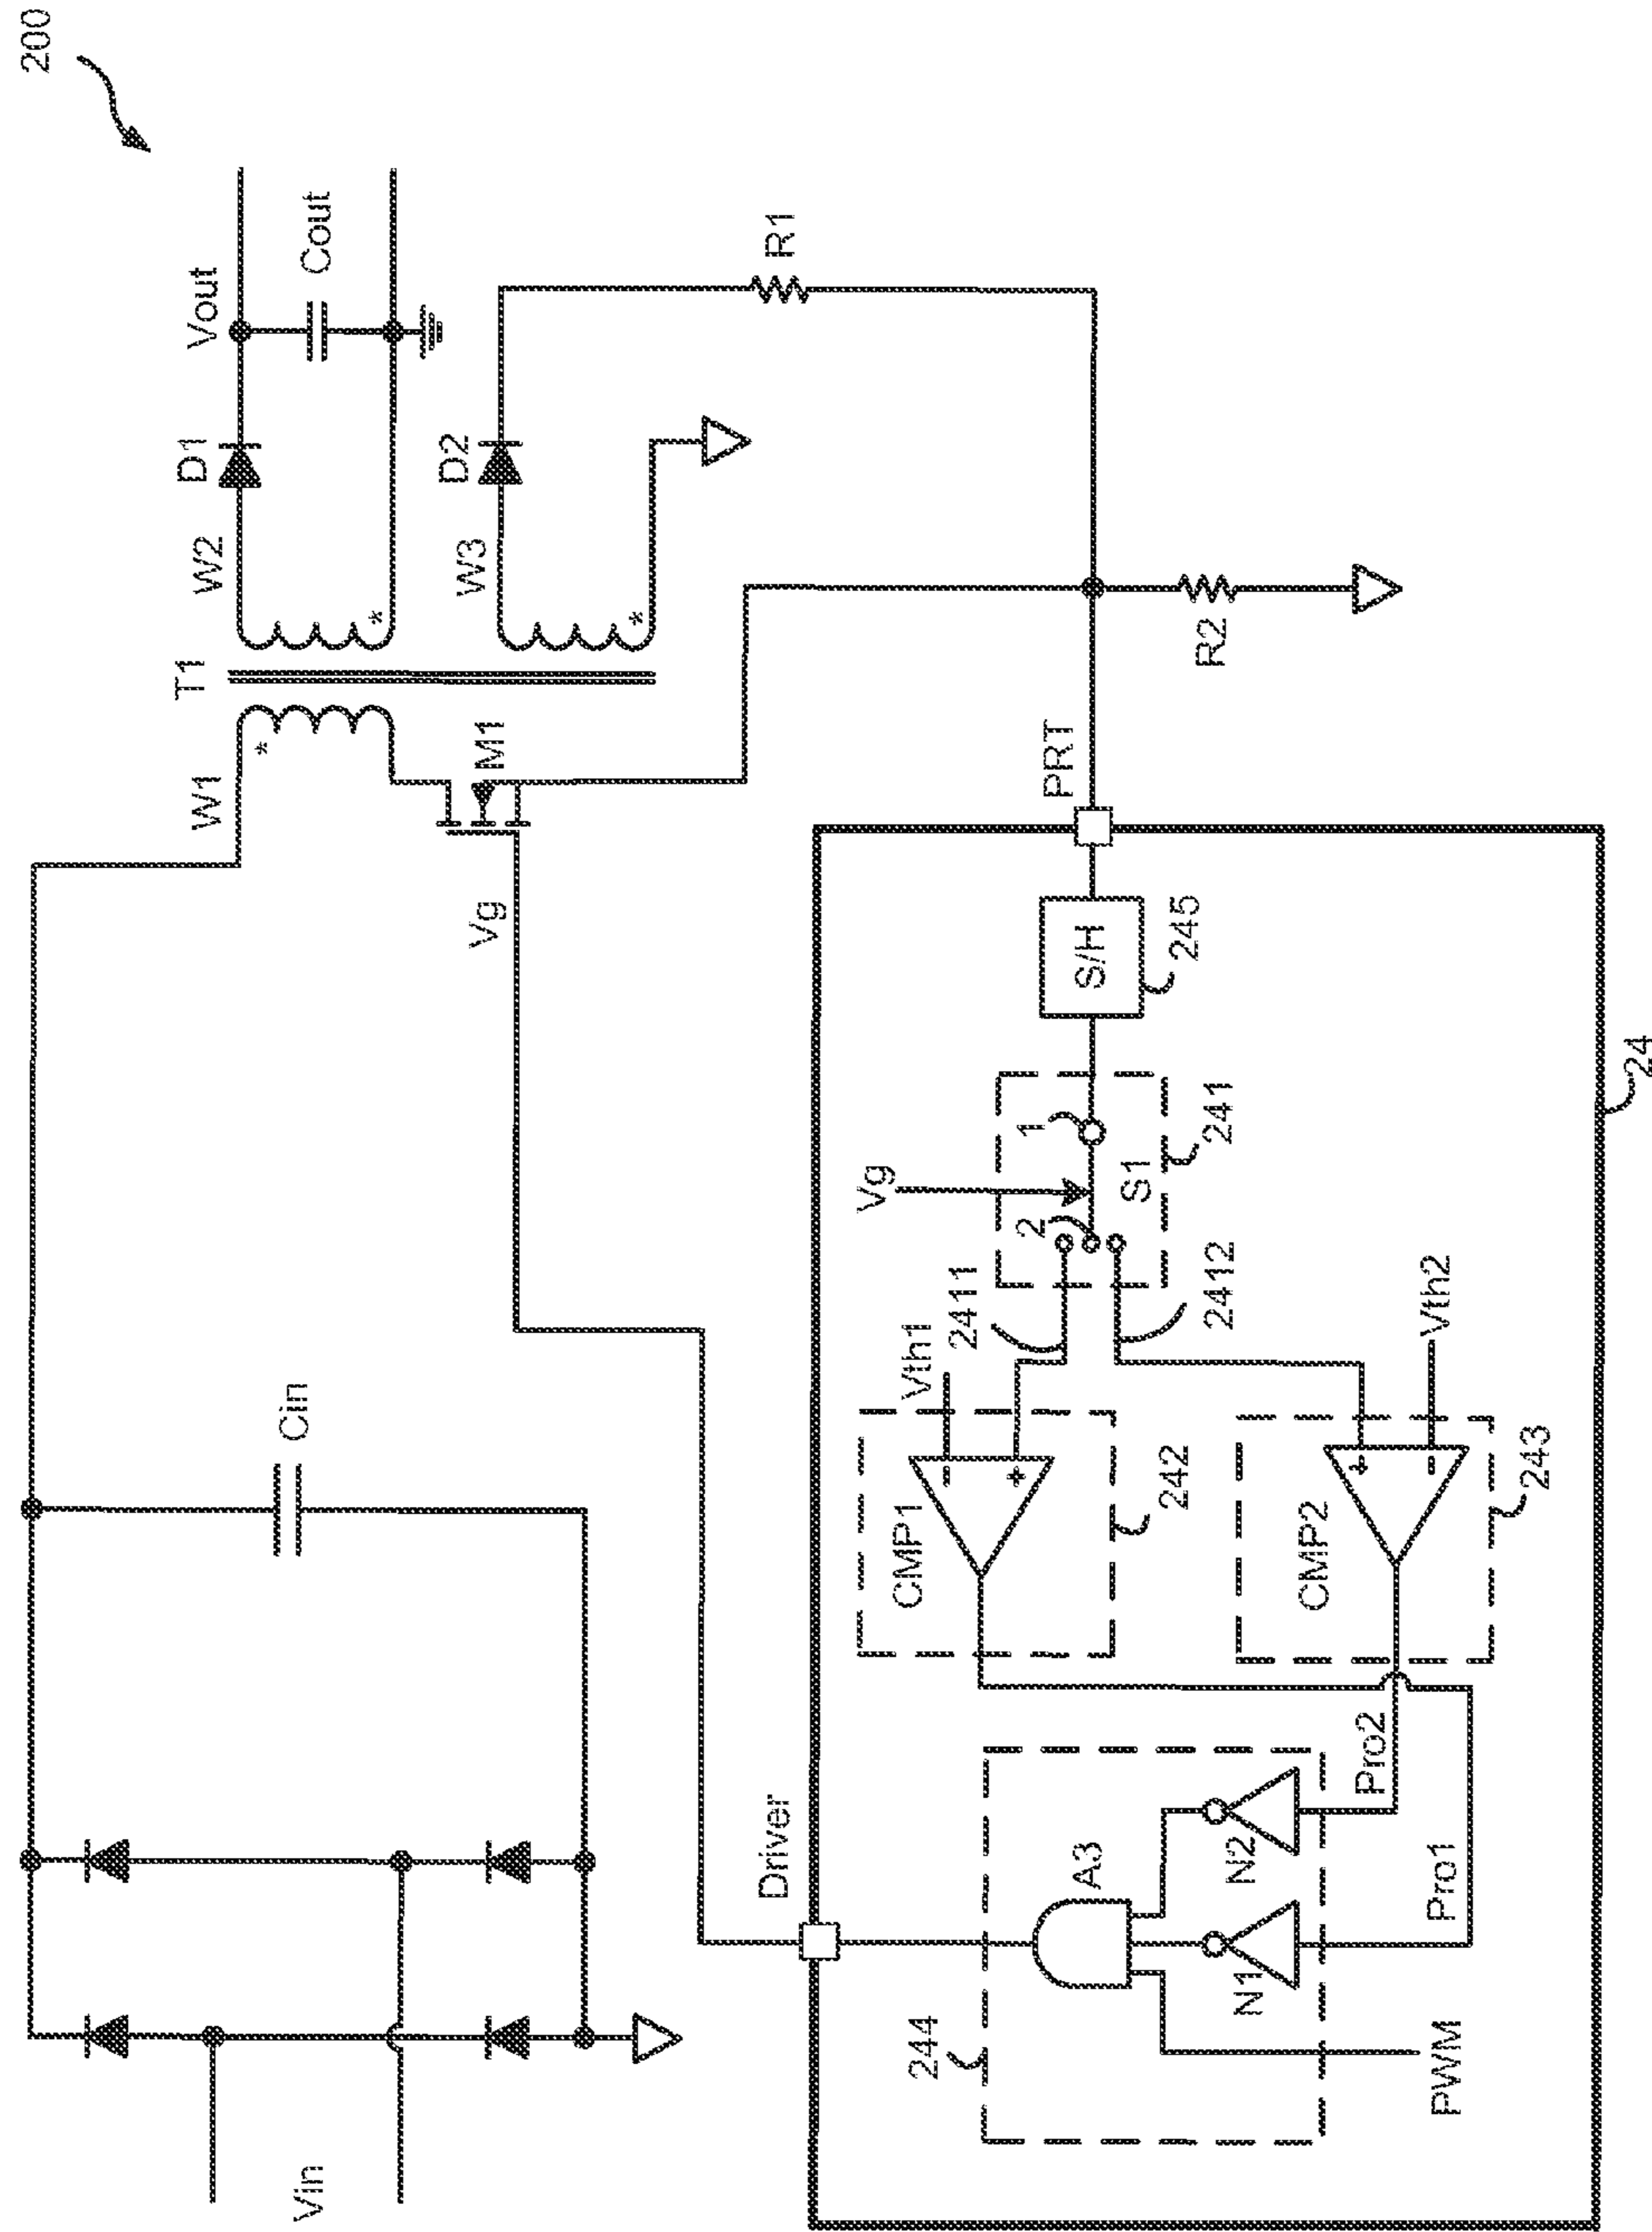 200
Vout
Cout
D1
W2
T1
W1
*
*
D2
W3
*
R1
M1
Vg
R2
PRT
Cin
Vin
Driver
S/H
245
Vg
1
2
S1
241
2411
2412
Vth1
Vth2
-
+
CMP1
242
+
-
CMP2
243
24
Pro2
Pro1
A3
N2
N1
244
PWM